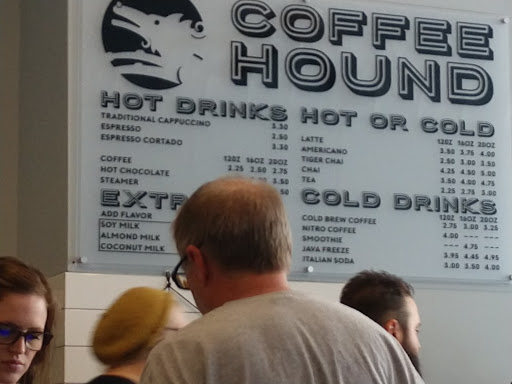 COFFEE
HOUND
HOT DRINKS
TRADITIONAL CAPPUCCINO 3.30
ESPRESSO 2.50
ESPRESSO CORTADO 3.30
12OZ 16OZ 20OZ
COFFEE 2.25 2.50 2.75
HOT CHOCOLATE
STEAMER
EXTR
ADD FLAVOR
SOY MILK
ALMOND MILK
COCONUT MILK
HOT OR COLD
12OZ 16OZ 20OZ
LATTE 3.50 3.75 4.00
AMERICANO 2.50 3.00 3.50
TIGER CHAI 4.25 4.50 5.00
CHAI 3.50 4.00 4.75
TEA 2.25 2.75 3.00
COLD DRINKS
12OZ 16OZ 20OZ
COLD BREW COFFEE 2.75 3.00 3.25
NITRO COFFEE 4.00 --- ---
SMOOTHIE --- 4.75 ---
JAVA FREEZE 3.95 4.45 4.95
ITALIAN SODA 3.00 3.50 4.00